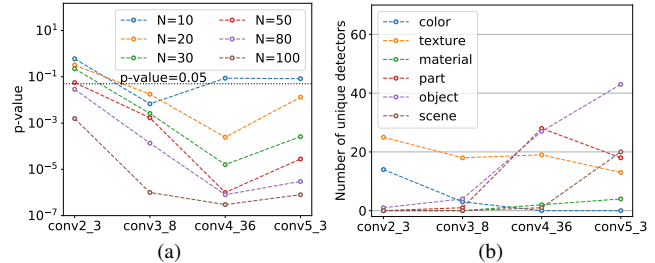 (a)
p-value
10^1
10^-1
10^-3
10^-5
10^-7
N=10
N=20
N=30
N=50
N=80
N=100
p-value=0.05
conv2_3 conv3_8 conv4_36 conv5_3
(b)
Number of unique detectors
60
40
20
0
color
texture
material
part
object
scene
conv2_3 conv3_8 conv4_36 conv5_3